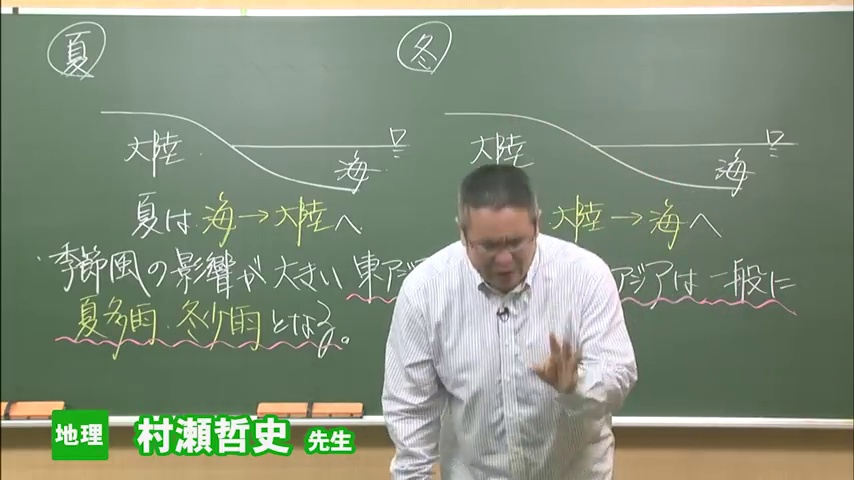 夏
冬
大陸
海
大陸
海
夏は海→大陸へ
大陸→海へ
・季節風の影響が大きい東アジ
アジアは一般に
夏多雨・冬少雨となる。
地理 村瀬哲史 先生